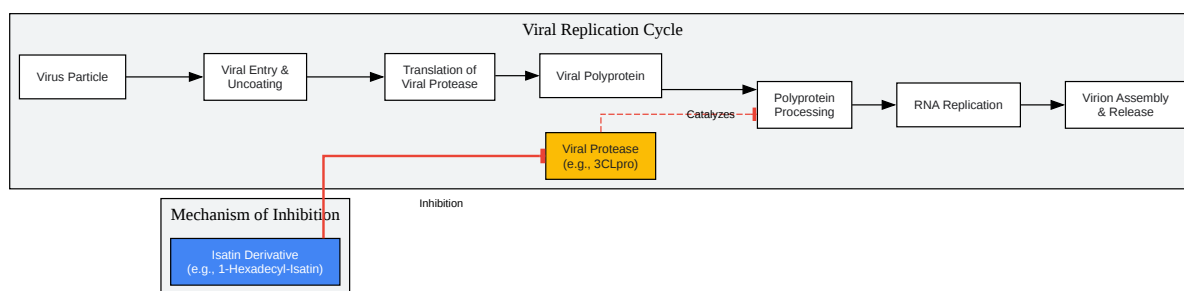 Viral Replication Cycle
Virus Particle
Viral Entry &
Uncoating
Translation of
Viral Protease
Viral Polyprotein
Polyprotein
Processing
RNA Replication
Virion Assembly
& Release
Catalyzes
Viral Protease
(e.g., 3CLpro)
Inhibition
Mechanism of Inhibition
Isatin Derivative
(e.g., 1-Hexadecyl-Isatin)